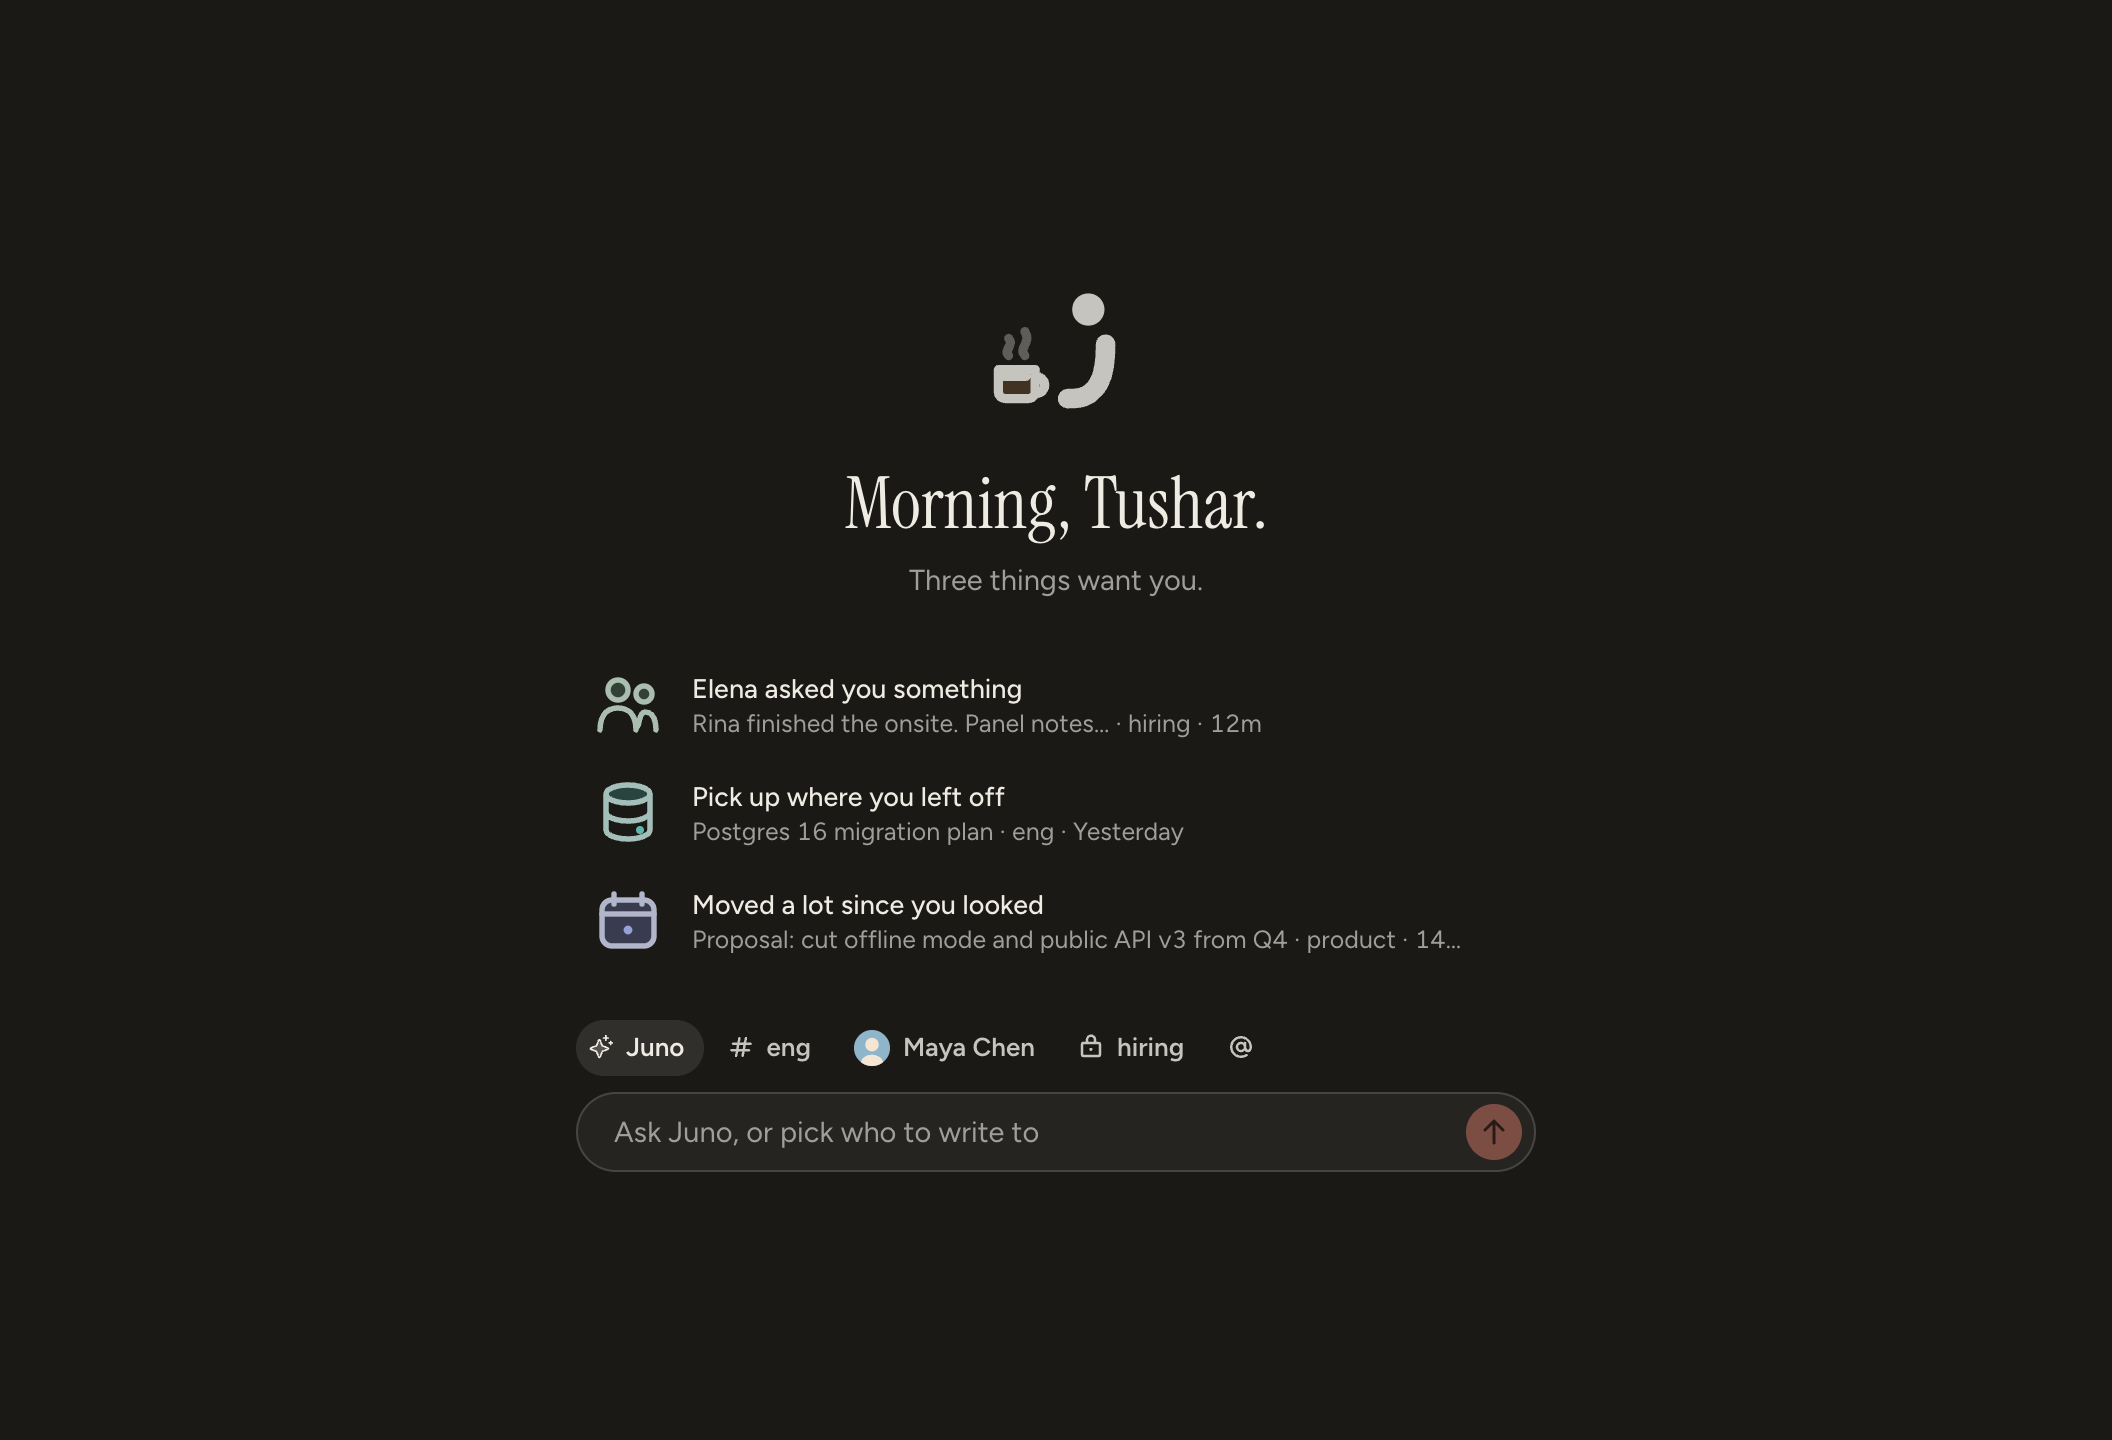 Morning, Tushar.
Three things want you.
Elena asked you something
Rina finished the onsite. Panel notes... · hiring · 12m
Pick up where you left off
Postgres 16 migration plan · eng · Yesterday
Moved a lot since you looked
Proposal: cut offline mode and public API v3 from Q4 · product · 14...
Juno # eng Maya Chen hiring @
Ask Juno, or pick who to write to